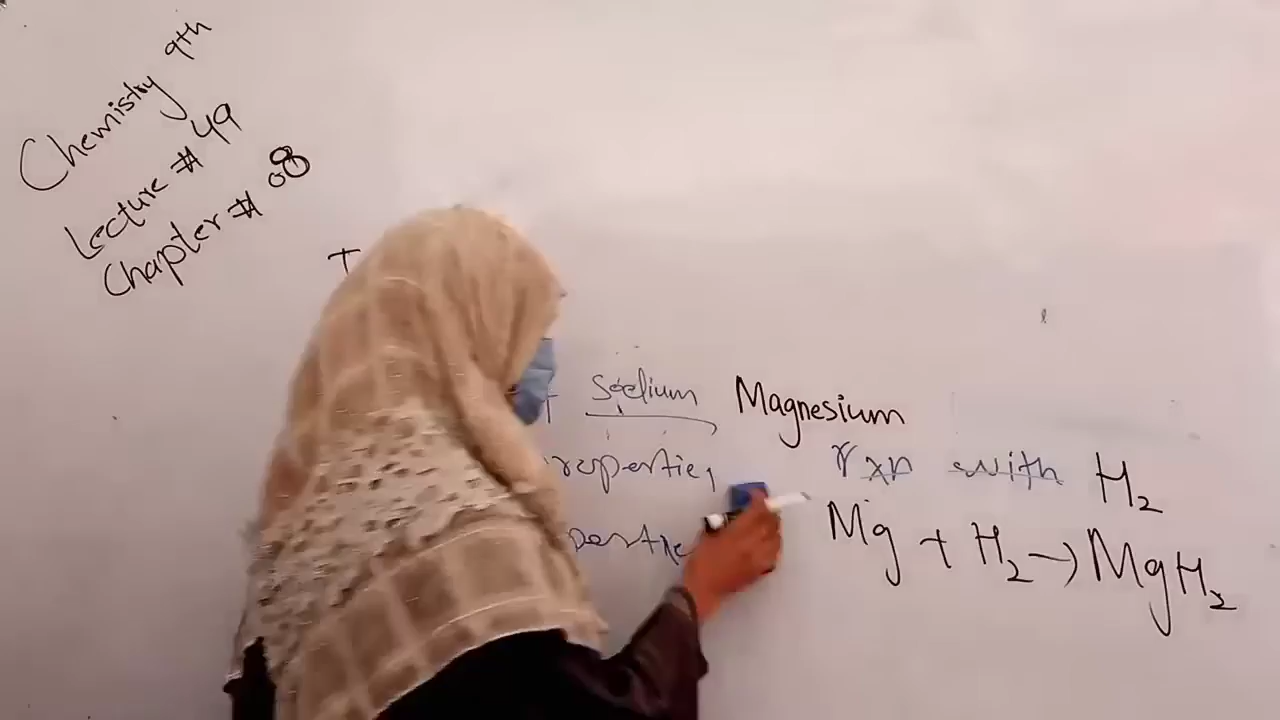 Chemistry 9th
Lecture # 49
Chapter # 08
Sodium Magnesium
rxn with H₂
Mg + H₂ → MgH₂